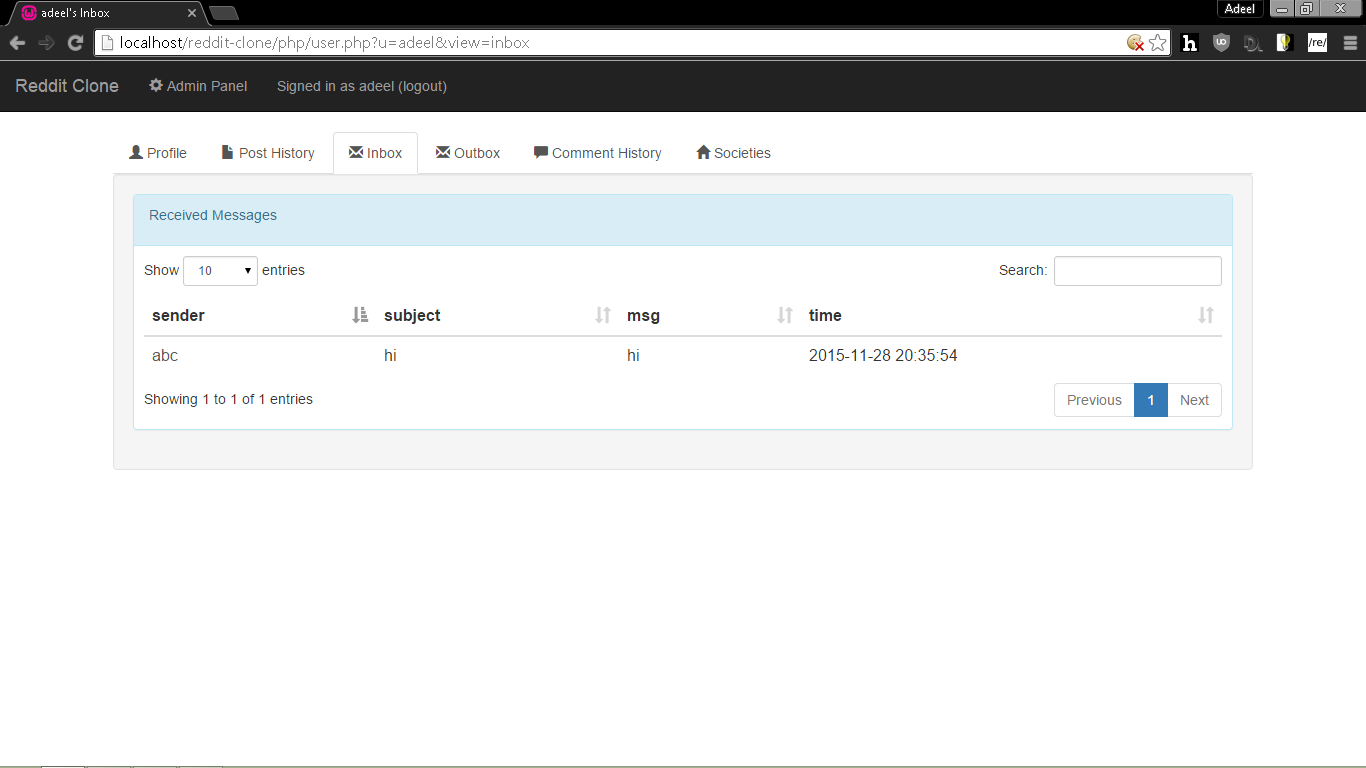 adeel's Inbox
Adeel
localhost/reddit-clone/php/user.php?u=adeel&view=inbox
h
UO
/re/
Reddit Clone Admin Panel Signed in as adeel (logout)
Profile Post History Inbox Outbox Comment History Societies
Received Messages
Show 10 entries Search:
sender subject msg time
abc hi hi 2015-11-28 20:35:54
Showing 1 to 1 of 1 entries Previous 1 Next